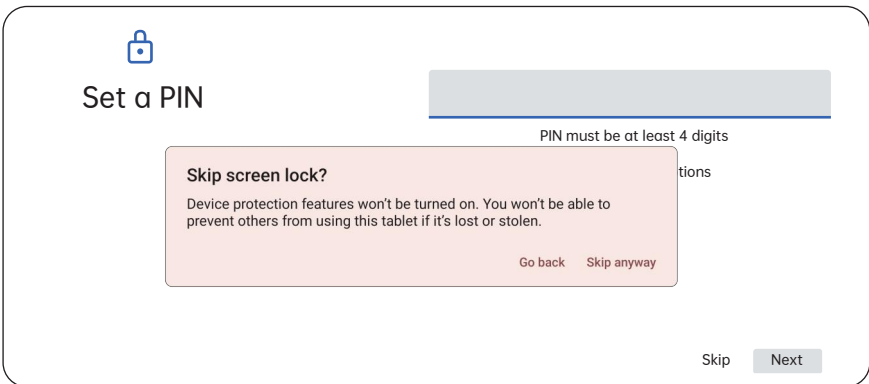 Set a PIN
PIN must be at least 4 digits
tions
Skip screen lock?
Device protection features won't be turned on. You won't be able to
prevent others from using this tablet if it's lost or stolen.
Go back Skip anyway
Skip Next